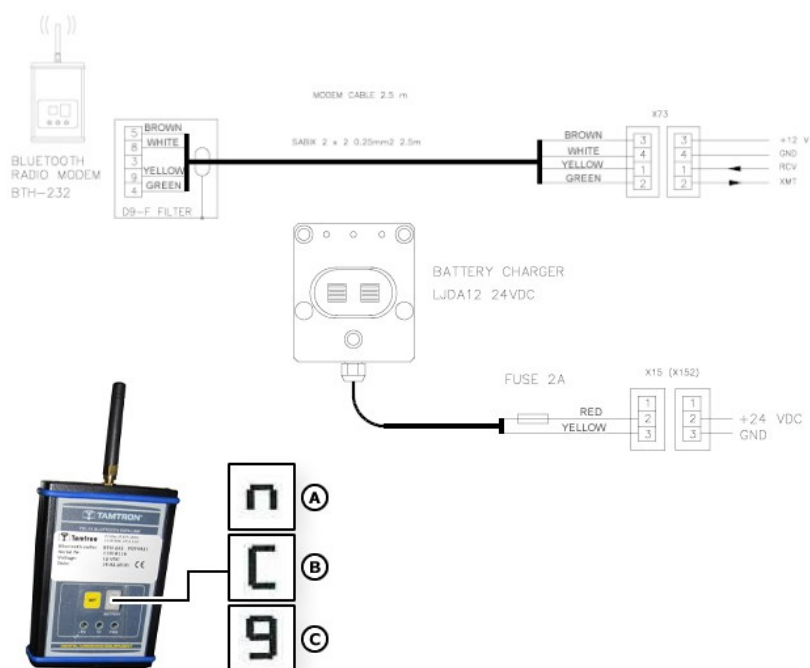 MODEM CABLE 2.5 m
X73
5
BROWN
8
WHITE
3
9
YELLOW
4
GREEN
SABIX 2 x 2 0.25mm2 2.5m
BROWN
3
3
+12 V
WHITE
4
4
GND
YELLOW
1
1
RCV
GREEN
2
2
XMT
BLUETOOTH
RADIO MODEM
BTH-232
D9-F FILTER
BATTERY CHARGER
LJDA12 24VDC
FUSE 2A
X15 (X152)
1
1
RED
2
2
+24 VDC
YELLOW
3
3
GND
n
A
C
B
9
C
TAMTRON
Tamtron
CE